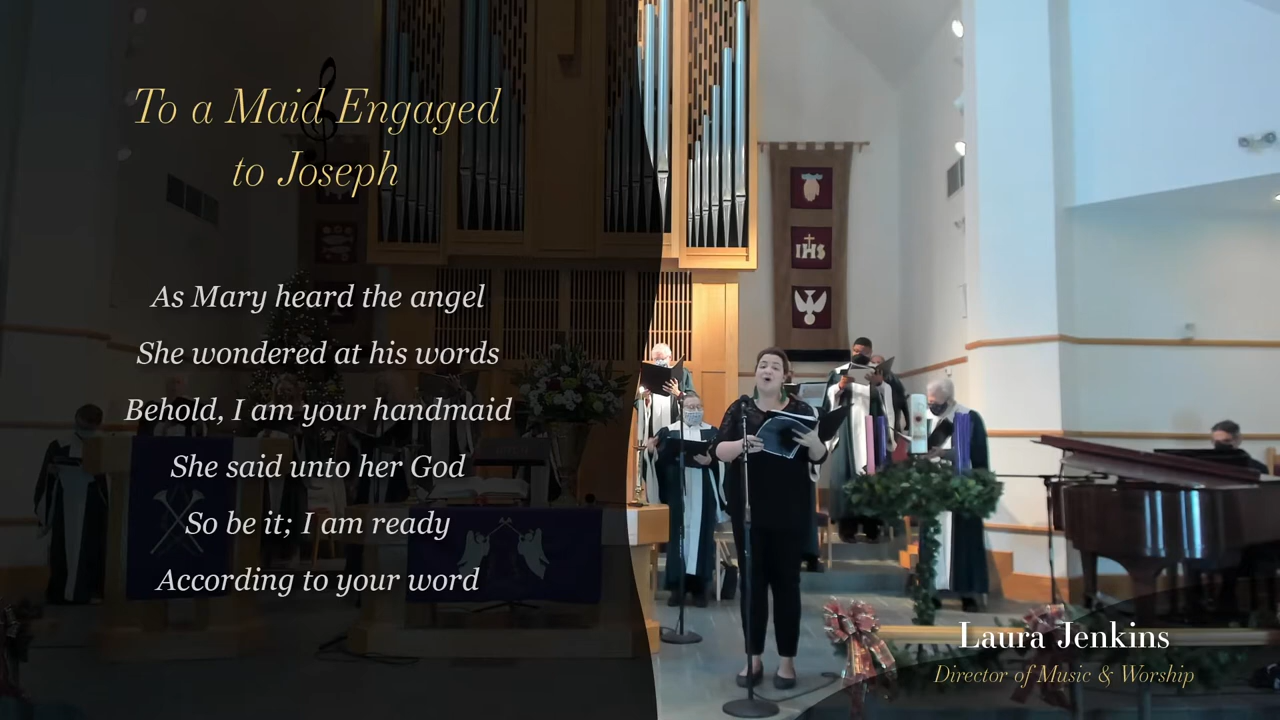 To a Maid Engaged
to Joseph
As Mary heard the angel
She wondered at his words
Behold, I am your handmaid
She said unto her God
So be it; I am ready
According to your word
IHS
Laura Jenkins
Director of Music & Worship